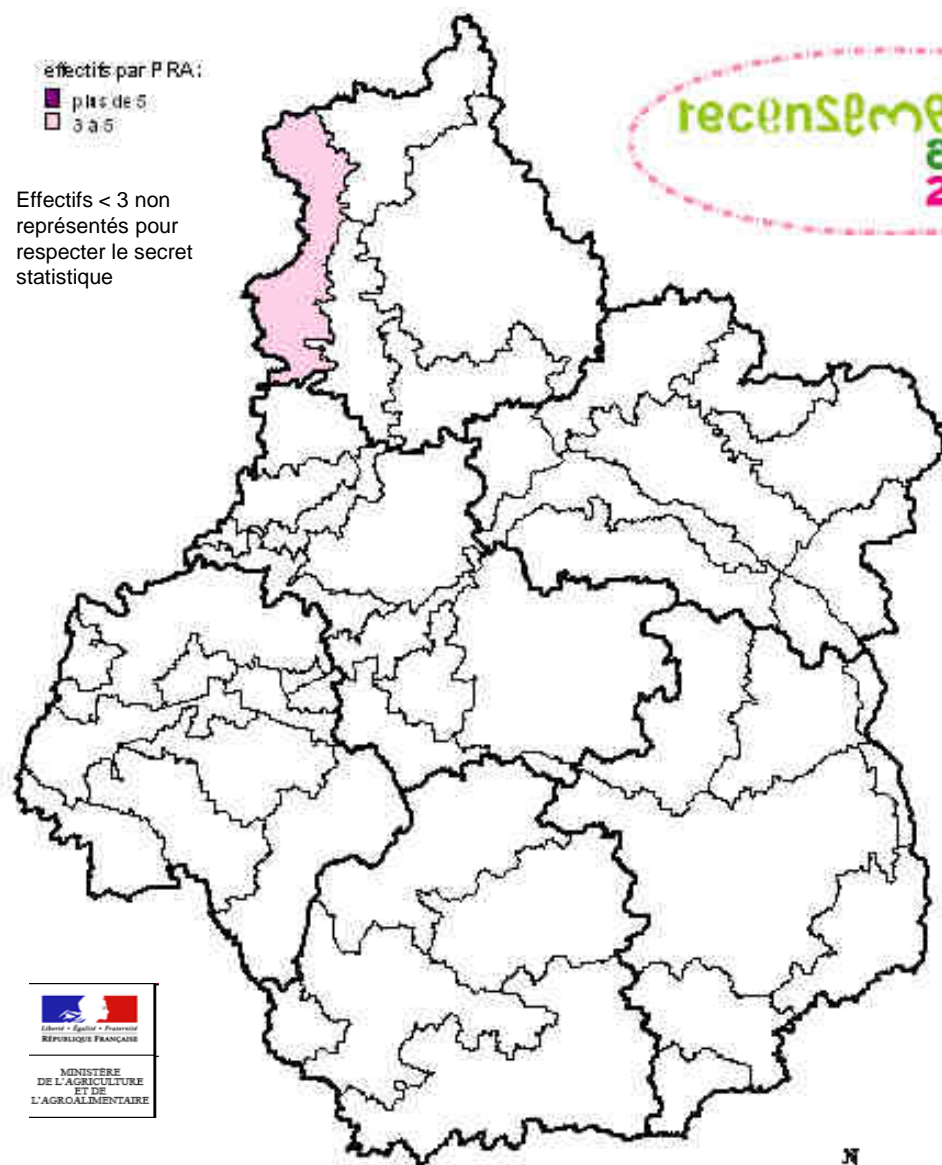 effectifs par PRA:
plus de 5
3 à 5
Effectifs < 3 non
représentés pour
respecter le secret
statistique
Liberté • Égalité • Fraternité
RÉPUBLIQUE FRANÇAISE
MINISTÈRE
DE L'AGRICULTURE
ET DE
L'AGROALIMENTAIRE
N